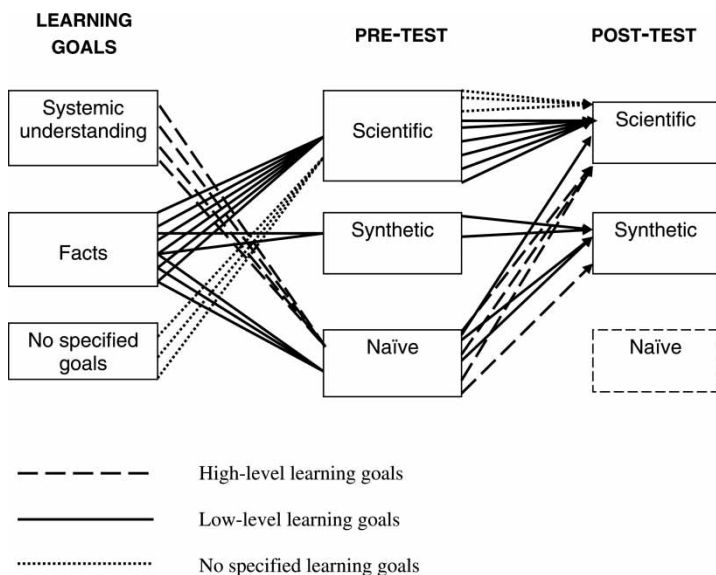 LEARNING
GOALS
PRE-TEST
POST-TEST
Systemic
understanding
Scientific
Scientific
Facts
Synthetic
Synthetic
No specified
goals
Naïve
Naïve
High-level learning goals
Low-level learning goals
No specified learning goals